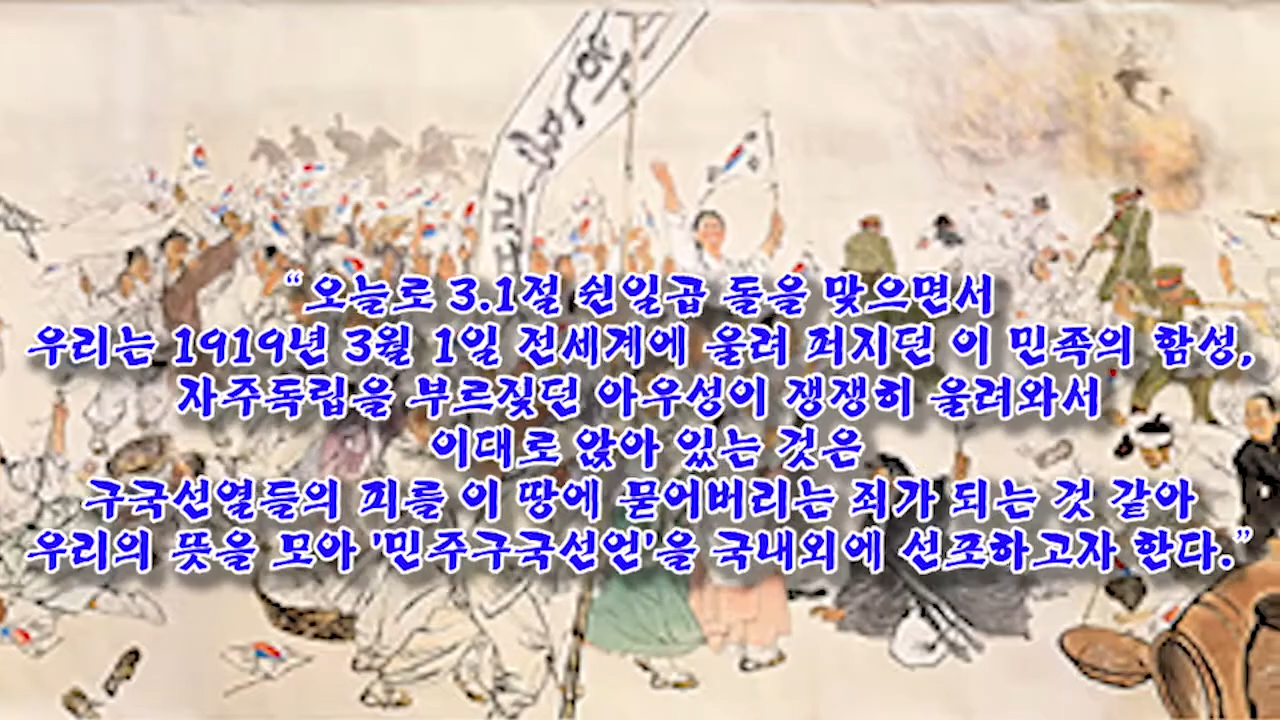 “오늘로 3.1절 쉰일곱 돌을 맞으면서
우리는 1919년 3월 1일 전세계에 울려 퍼지던 이 민족의 함성,
자주독립을 부르짖던 아우성이 쟁쟁히 울려와서
이대로 앉아 있는 것은
구국선열들의 피를 이 땅에 묻어버리는 죄가 되는 것 같아
우리의 뜻을 모아 '민주구국선언'을 국내외에 선포하고자 한다.”